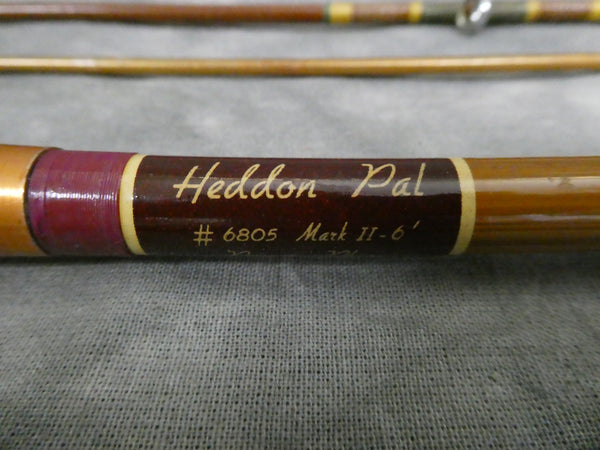 Heddon Pal
# 6805 Mark II - 6'